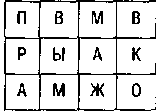 П В М В
Р Ы А К
А М Ж О